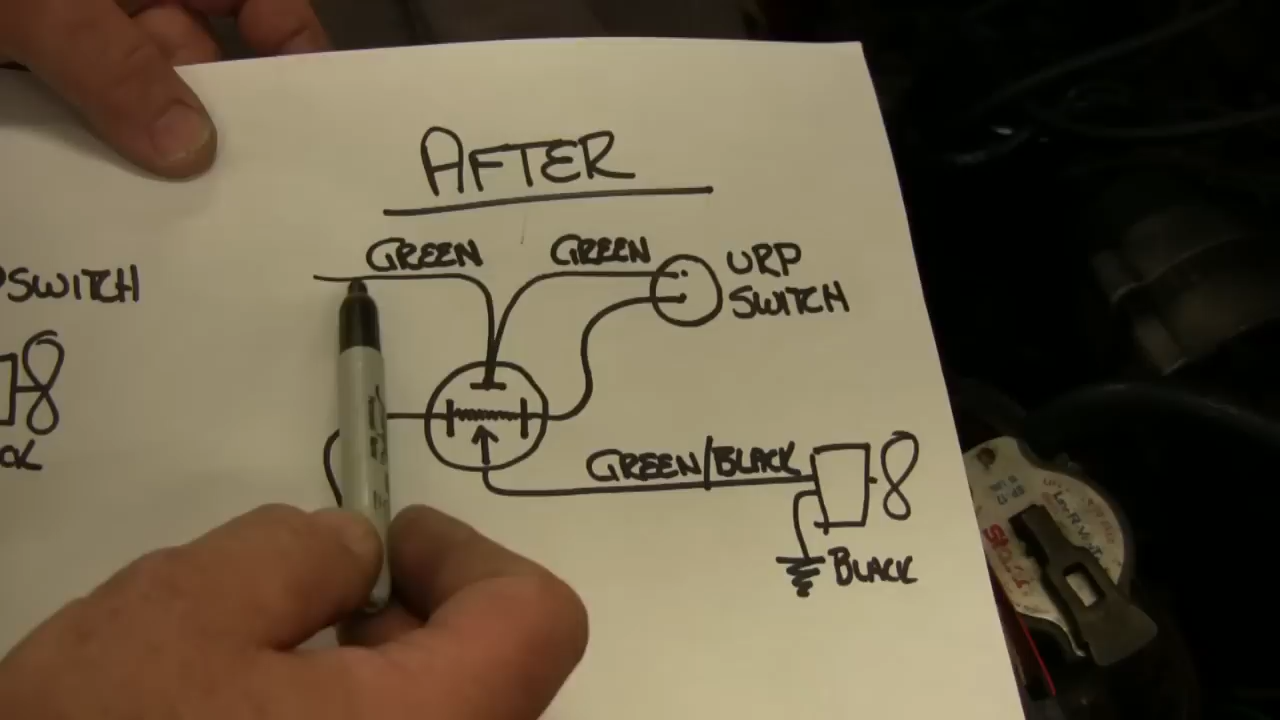 AFTER
GREEN
GREEN
URP
SWITCH
SWITCH
GREEN/BLACK
BLACK